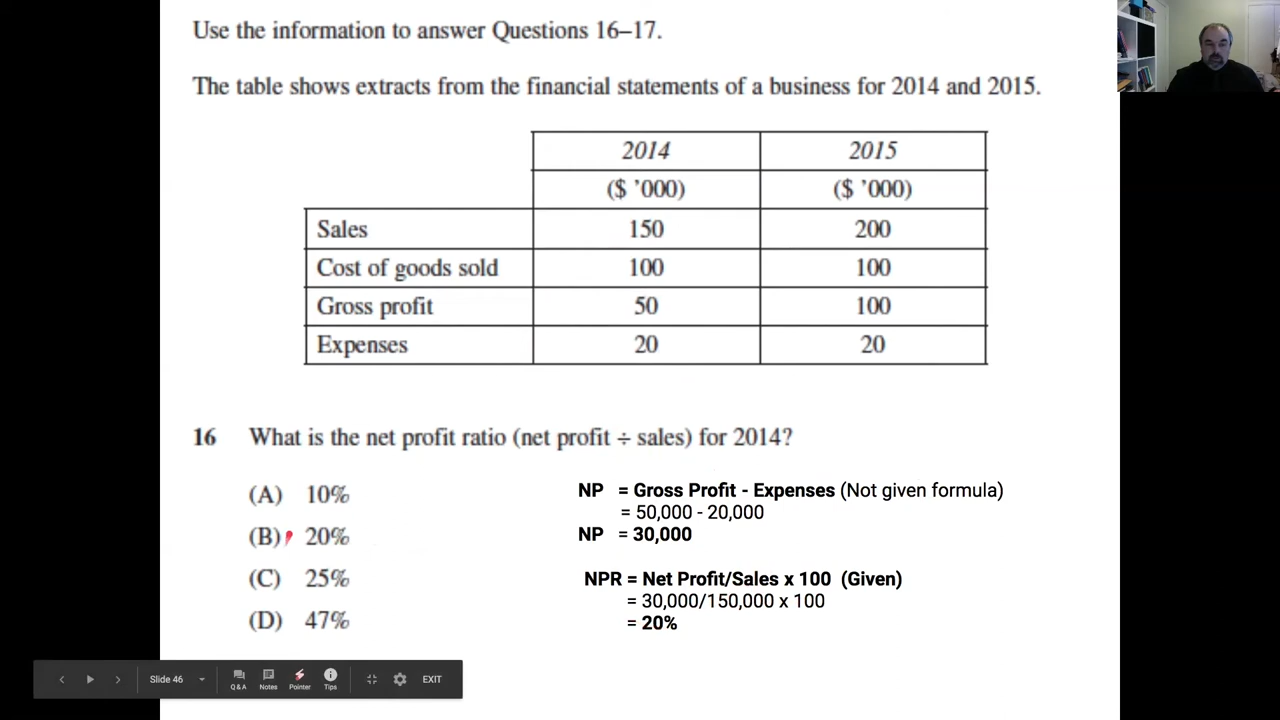 Use the information to answer Questions 16–17.
The table shows extracts from the financial statements of a business for 2014 and 2015.
2014 2015
($ ’000) ($ ’000)
Sales 150 200
Cost of goods sold 100 100
Gross profit 50 100
Expenses 20 20
16 What is the net profit ratio (net profit ÷ sales) for 2014?
(A) 10%
(B) 20%
(C) 25%
(D) 47%
NP = Gross Profit - Expenses (Not given formula)
= 50,000 - 20,000
NP = 30,000
NPR = Net Profit/Sales x 100 (Given)
= 30,000/150,000 x 100
= 20%
Slide 46 Q&A Notes Pointer Tips EXIT